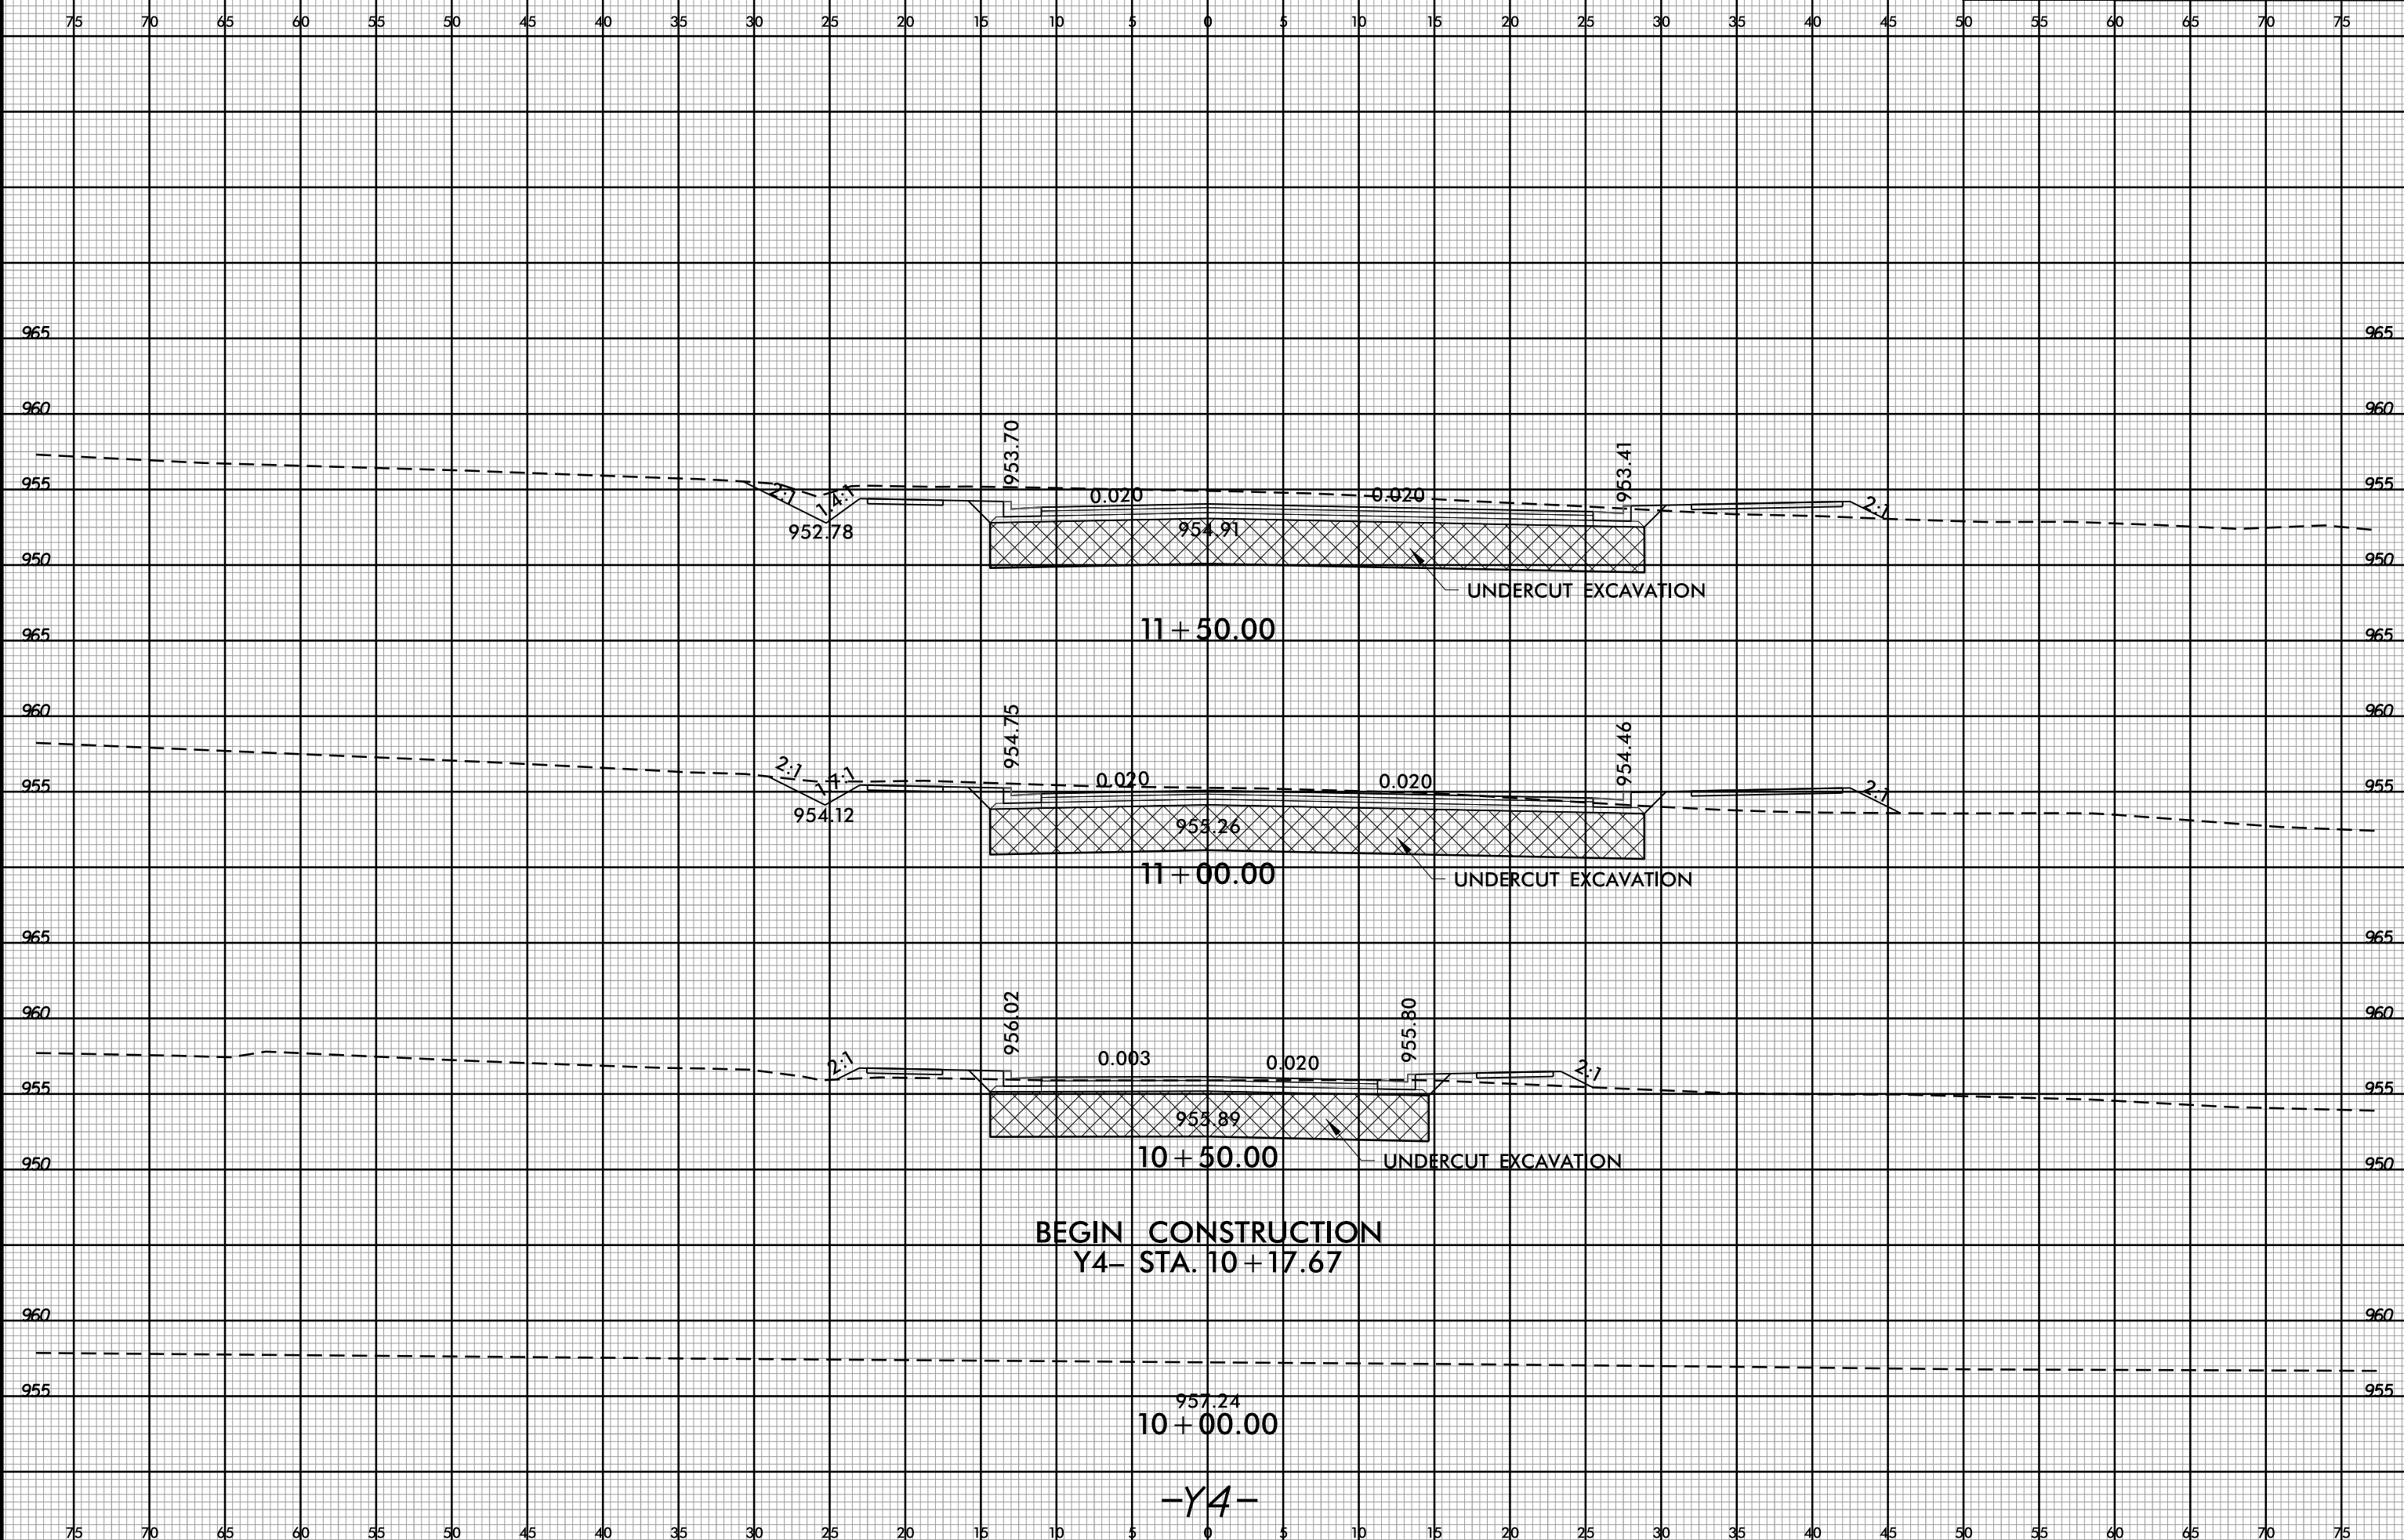 75 70 65 60 55 50 45 40 35 30 25 20 15 10 5 0 5 10 15 20 25 30 35 40 45 50 55 60 65 70 75
965 965
960 960
953.70 953.41
955 955
2:1 1.4:1 0.020 0.020 2:1
952.78 954.91
950 950
UNDERCUT EXCAVATION
11+50.00
965 965
960 960
954.75 954.46
2:1 1.7:1 0.020 0.020 2:1
955 955
954.12 955.26
11+00.00 UNDERCUT EXCAVATION
965 965
960 960
956.02 955.80
2:1 0.003 0.020 2:1
955 955
955.89
10+50.00 UNDERCUT EXCAVATION
950 950
BEGIN CONSTRUCTION
Y4– STA. 10+17.67
960 960
955 955
957.24
10+00.00
–Y4–
75 70 65 60 55 50 45 40 35 30 25 20 15 10 5 0 5 10 15 20 25 30 35 40 45 50 55 60 65 70 75